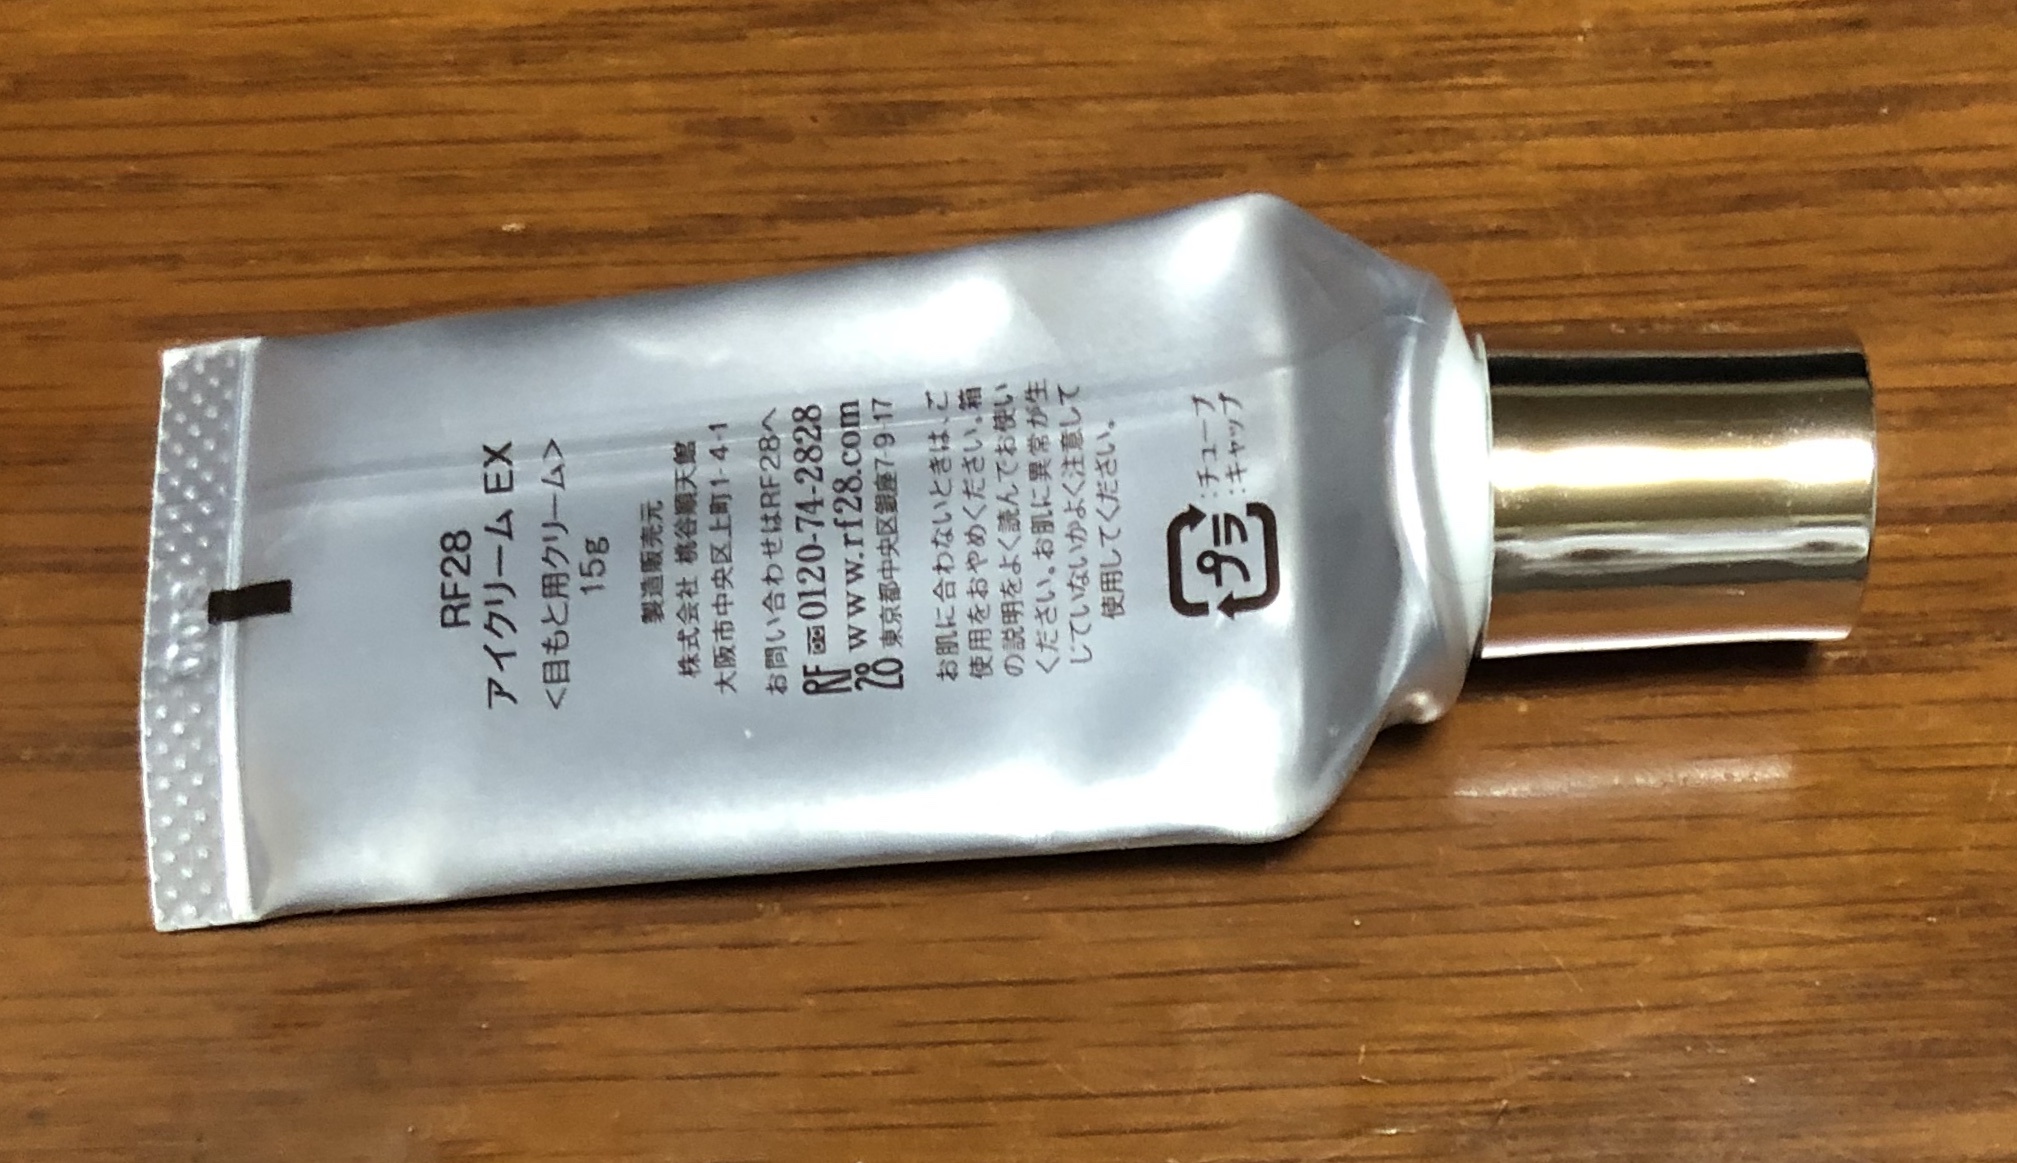 RF28
アイクリーム EX
<目もと用クリーム>
15g
製造販売元
株式会社 桃谷順天館
大阪市中央区上町1-4-1
お問い合わせはRF28へ
0120-74-2828
RF www.rf28.com
28 東京都中央区銀座7-9-17
お肌に合わないときは、ご
使用をおやめください。箱
の説明をよく読んでお使い
ください。お肌に異常が生
じていないかよく注意して
使用してください。
プラ :チューブ
:キャップ